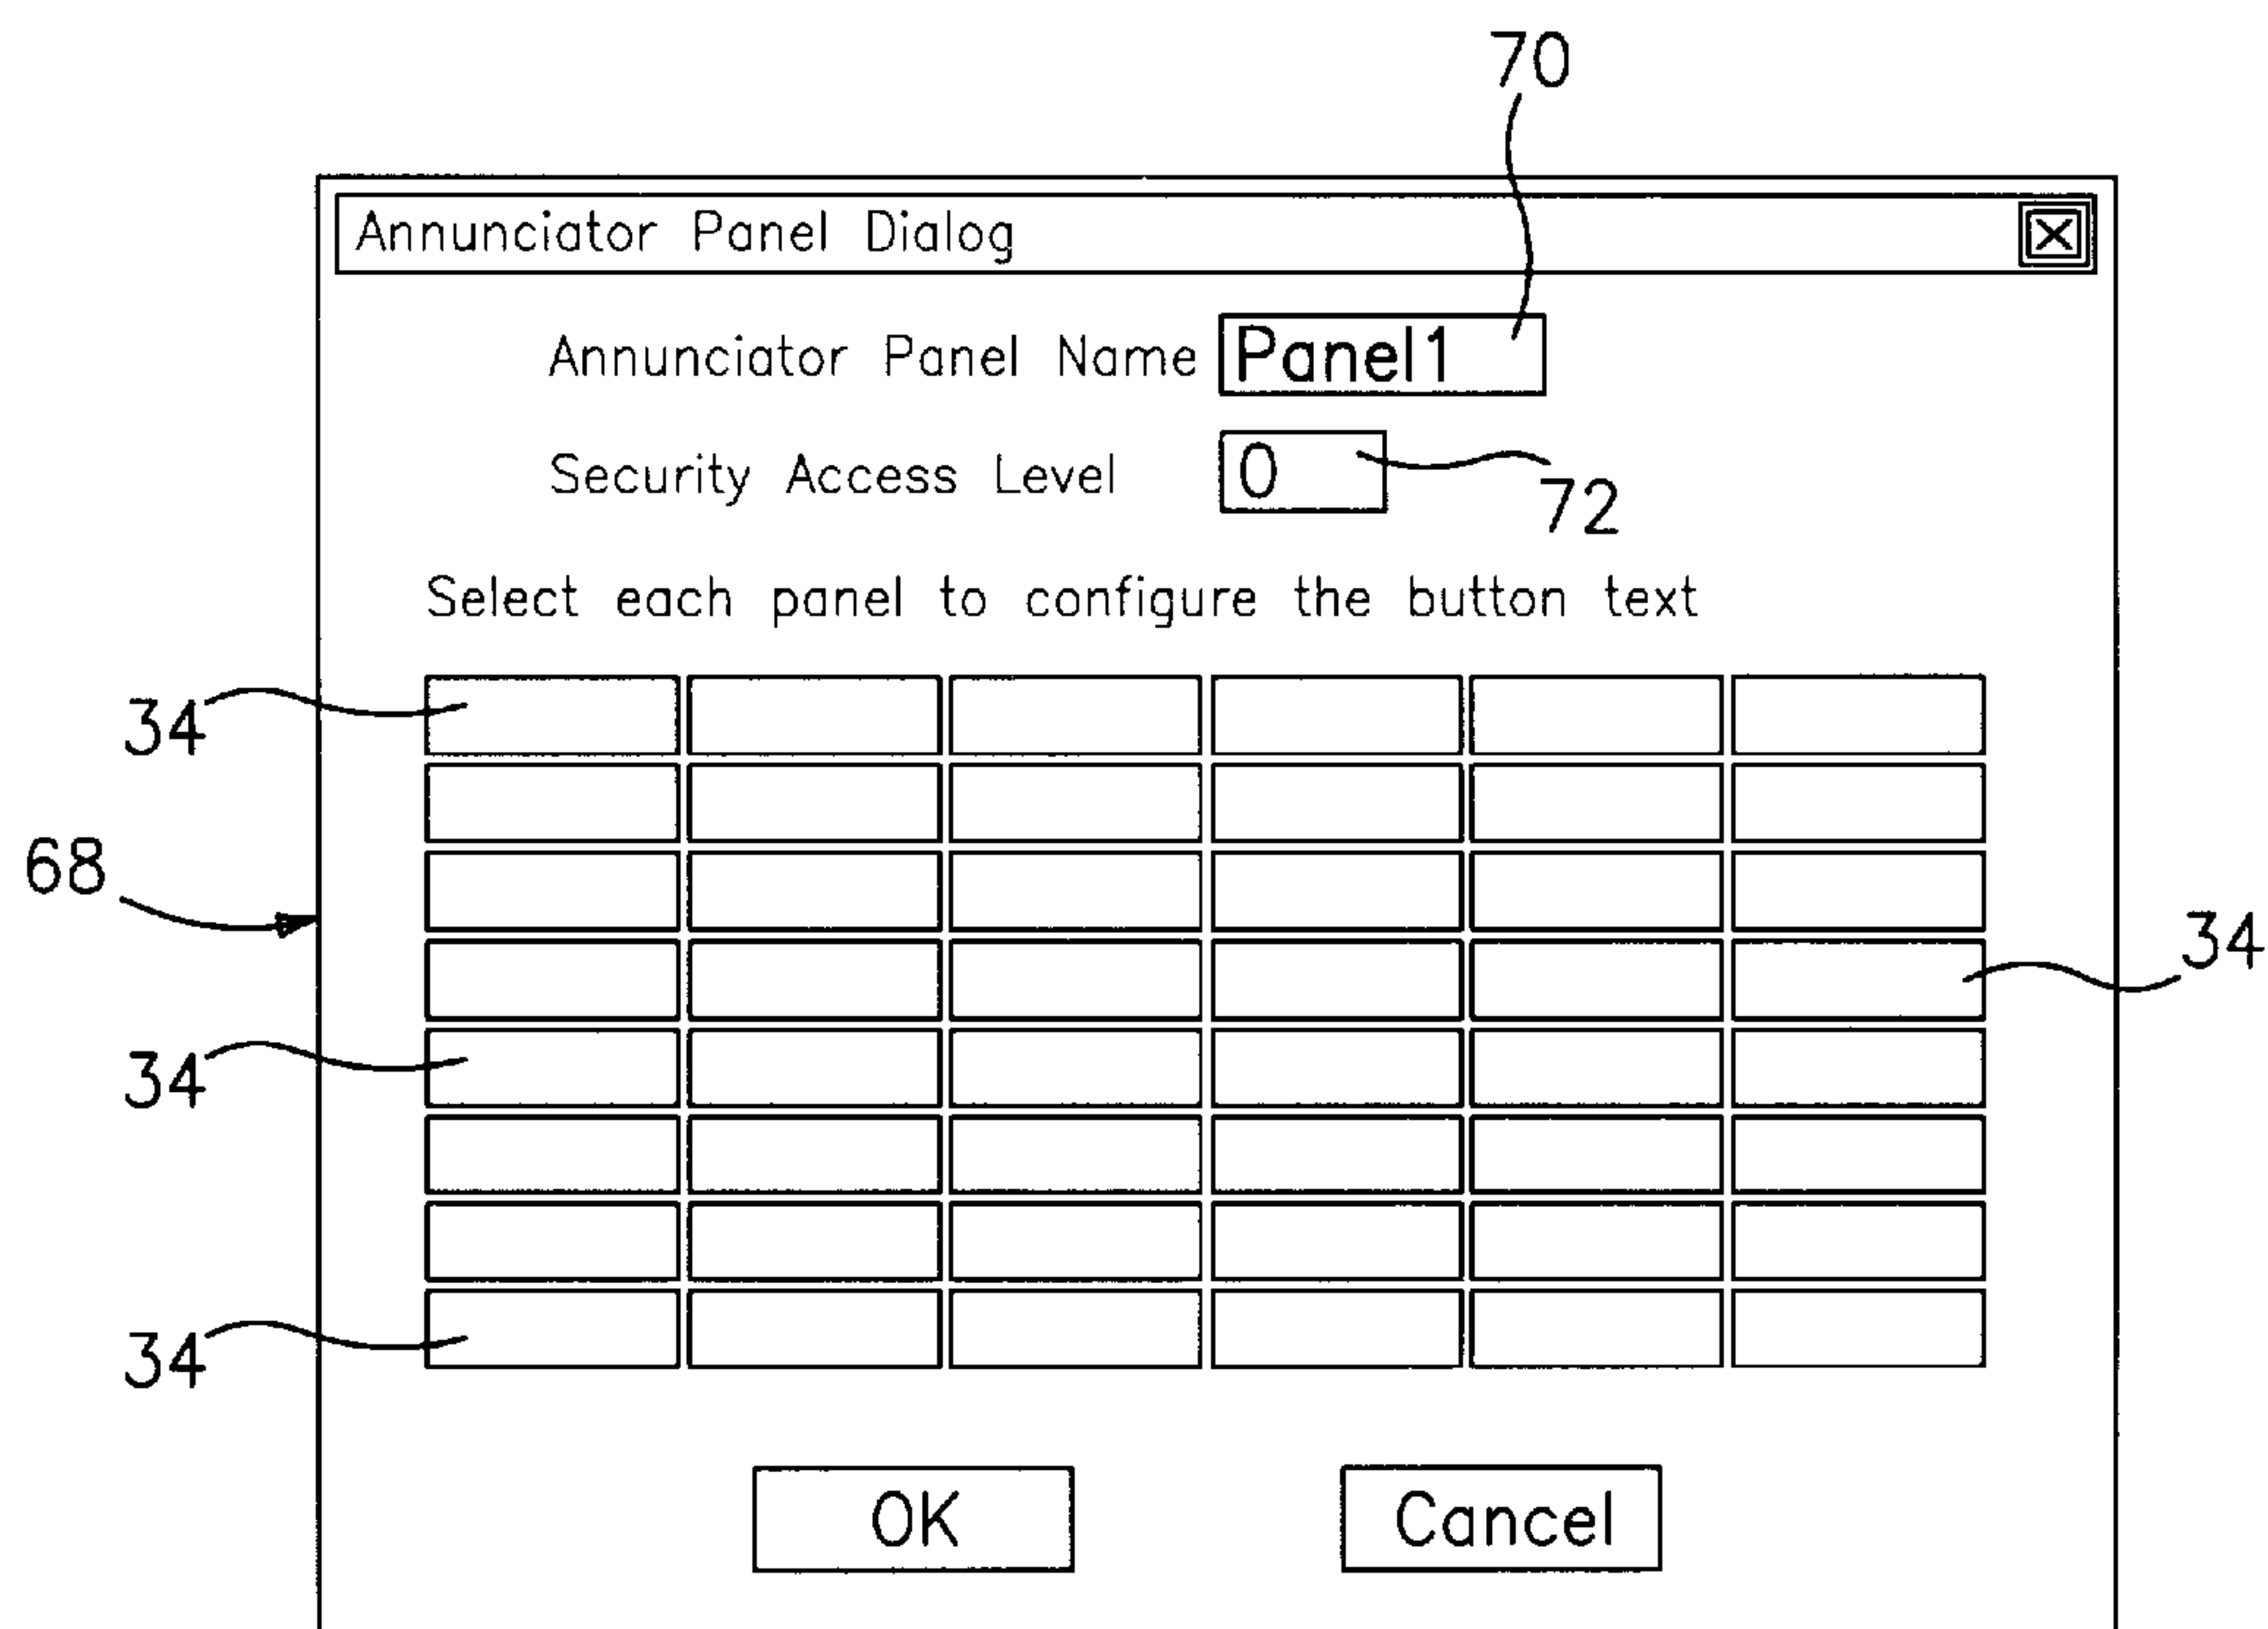 70
Annunciator Panel Dialog X
Annunciator Panel Name Panel1
Security Access Level 0
72
Select each panel to configure the button text
34
68
34
34
34
OK Cancel